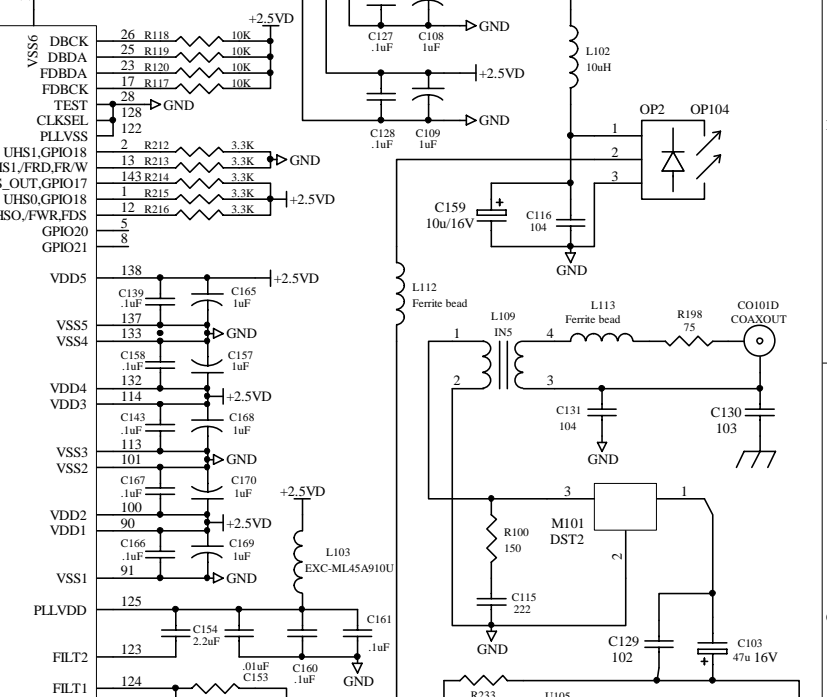 VSS6
DBCK 26 R118 10K
+2.5VD
DBDA 25 R119 10K
FDBDA 23 R120 10K
FDBCK 17 R117 10K
TEST 28 GND
CLKSEL 128
PLLVSS 122
UHS1,GPIO18 2 R212 3.3K
HS1,/FRD,FR/W 13 R213 3.3K
GND
S_OUT,GPIO17 143 R214 3.3K
UHS0,GPIO18 1 R215 3.3K
+2.5VD
HSO,/FWR,FDS 12 R216 3.3K
GPIO20 5
GPIO21 8
VDD5 138 +2.5VD
C139 .1uF
C165 1uF
VSS5 137
VSS4 133
GND
C158 .1uF
C157 1uF
VDD4 132
VDD3 114
+2.5VD
C143 .1uF
C168 1uF
VSS3 113
VSS2 101
GND
C167 .1uF
C170 1uF
VDD2 100
VDD1 90
+2.5VD
C166 .1uF
C169 1uF
VSS1 91 GND
PLLVDD 125
C154 2.2uF
.01uF C153
C160 .1uF
C161 .1uF
GND
FILT2 123
FILT1 124
+2.5VD
L103
EXC-ML45A910U
C127 .1uF
C108 1uF
GND
+2.5VD
C128 .1uF
C109 1uF
GND
L102
10uH
OP2 OP104
1
2
3
C159
10u/16V
C116
104
GND
L112
Ferrite bead
L109
IN5
1
2
4
3
L113
Ferrite bead
R198
75
CO101D
COAXOUT
C131
104
GND
C130
103
3
1
2
M101
DST2
R100
150
C115
222
GND
C129
102
C103
47u 16V
R233
U105